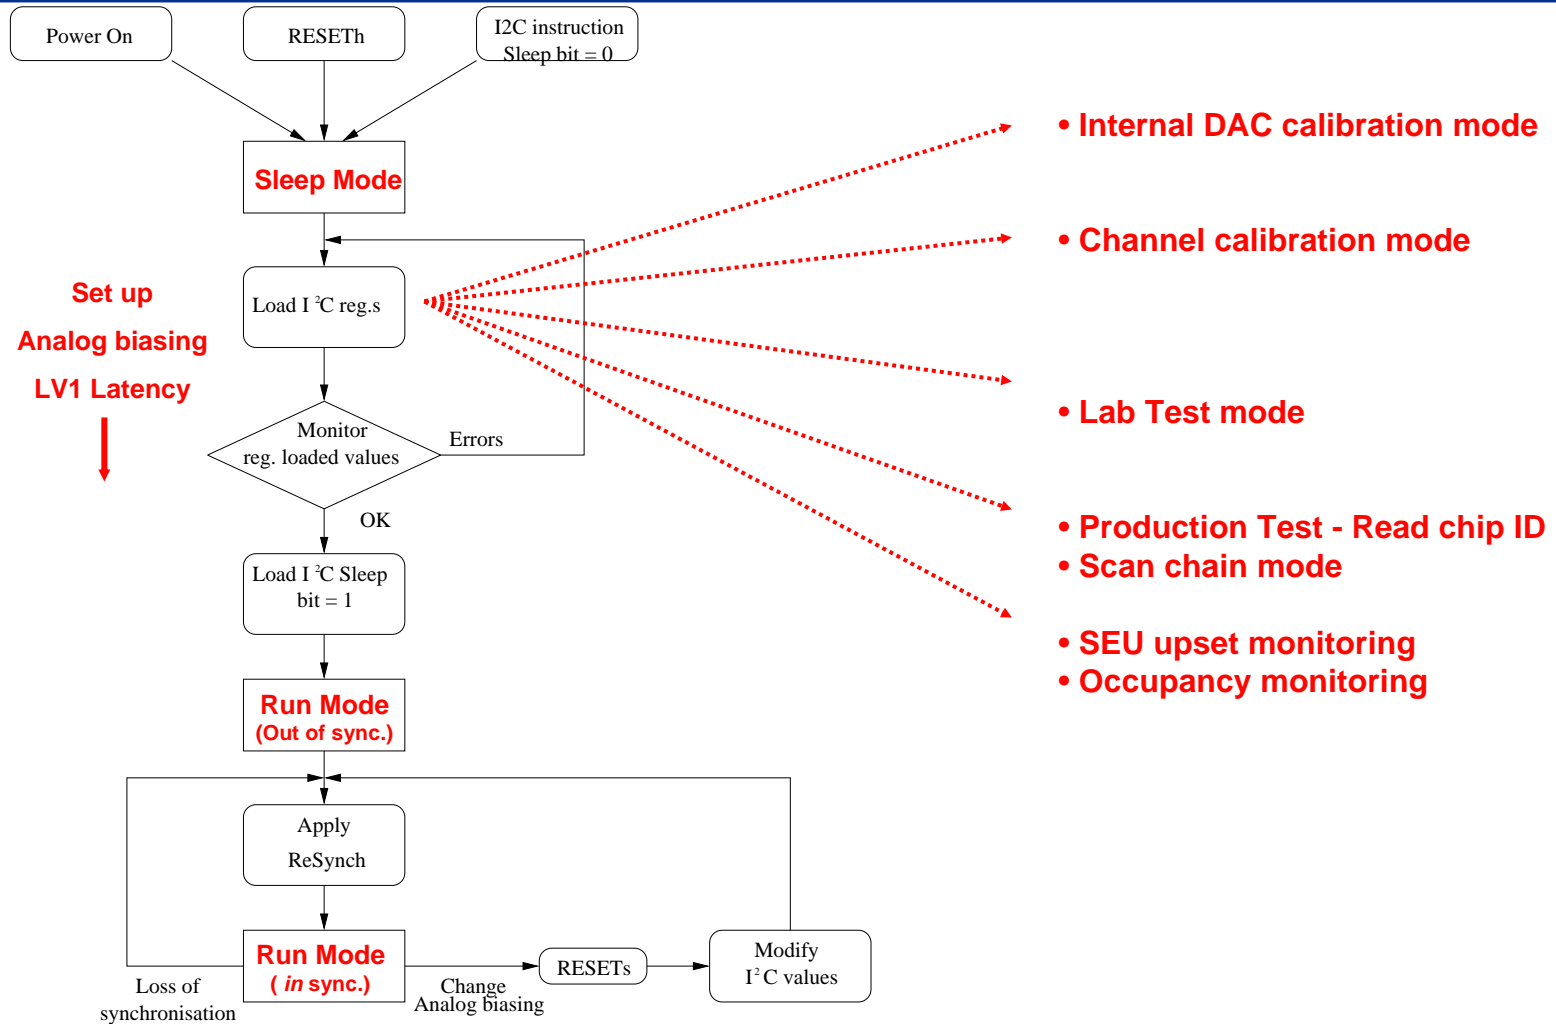 Power On
RESETh
I2C instruction
Sleep bit = 0
• Internal DAC calibration mode
Sleep Mode
• Channel calibration mode
Set up
Analog biasing
LV1 Latency
Load I ²C reg.s
• Lab Test mode
Monitor
reg. loaded values
Errors
OK
• Production Test - Read chip ID
• Scan chain mode
Load I ²C Sleep
bit = 1
• SEU upset monitoring
• Occupancy monitoring
Run Mode
(Out of sync.)
Apply
ReSynch
Run Mode
( in sync.)
Loss of
synchronisation
Change
Analog biasing
RESETs
Modify
I² C values